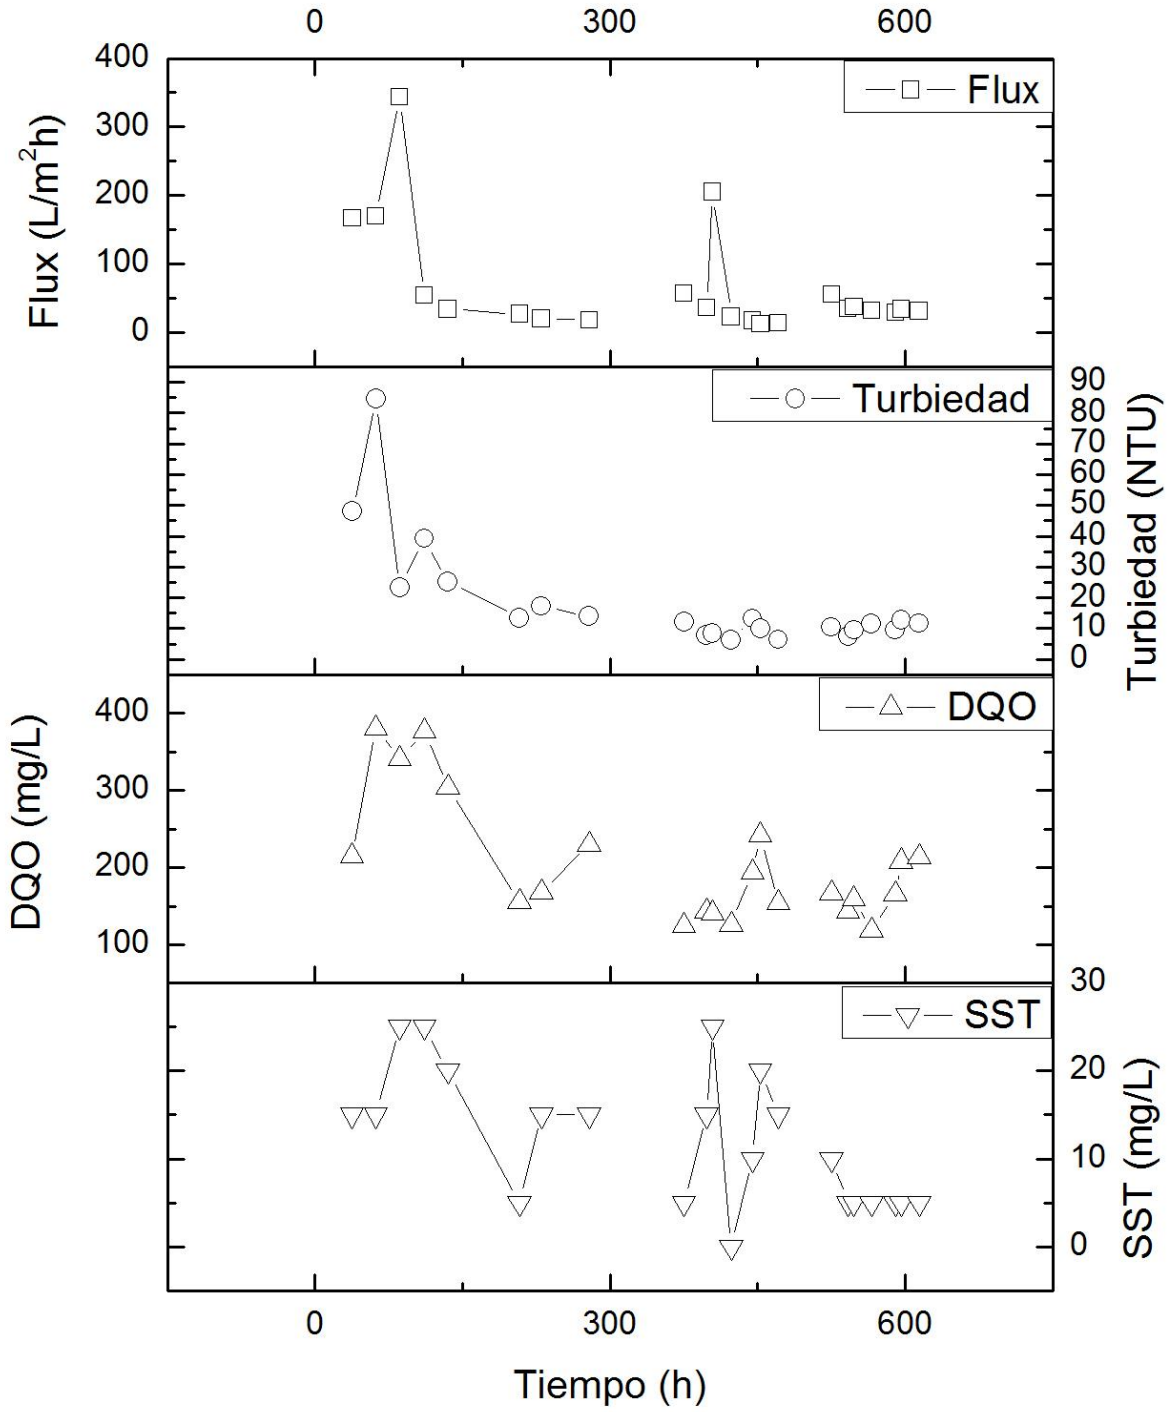 0 300 600
Flux (L/m²h)
400
300
200
100
0
Flux
Turbiedad
90
80
70
60
50
40
30
20
10
0
Turbiedad (NTU)
DQO (mg/L)
400
300
200
100
DQO
SST
30
20
10
0
SST (mg/L)
0 300 600
Tiempo (h)